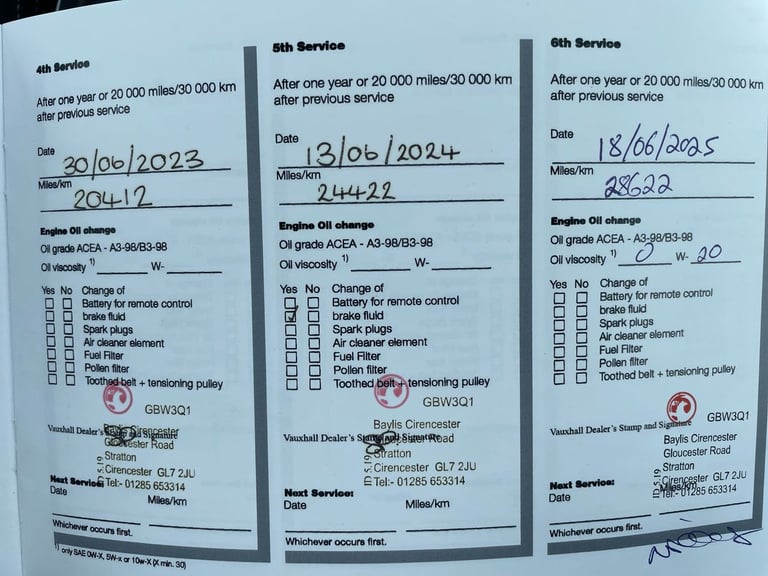 4th Service
After one year or 20 000 miles/30 000 km
after previous service
Date
30/06/2023
Miles/km
20412
Engine Oil change
Oil grade ACEA - A3-98/B3-98
Oil viscosity 1) W-
Yes No Change of
Battery for remote control
brake fluid
Spark plugs
Air cleaner element
Fuel Filter
Pollen filter
Toothed belt + tensioning pulley
GBW3Q1
Vauxhall Dealer's Stamp and Signature
Baylis Cirencester
Gloucester Road
Stratton
Cirencester GL7 2JU
Tel:- 01285 653314
Next Service:
Date Miles/km
Whichever occurs first.
1) only SAE 0W-X, 5W-x or 10w-X (X min. 30)
5th Service
After one year or 20 000 miles/30 000 km
after previous service
Date
13/06/2024
Miles/km
24422
Engine Oil change
Oil grade ACEA - A3-98/B3-98
Oil viscosity 1) W-
Yes No Change of
Battery for remote control
brake fluid
Spark plugs
Air cleaner element
Fuel Filter
Pollen filter
Toothed belt + tensioning pulley
GBW3Q1
Baylis Cirencester
Vauxhall Dealer's Stamp and Signature
Gloucester Road
Stratton
Cirencester GL7 2JU
Tel:- 01285 653314
ID 5.19
Next Service:
Date Miles/km
Whichever occurs first.
6th Service
After one year or 20 000 miles/30 000 km
after previous service
Date
18/06/2025
Miles/km
28622
Engine Oil change
Oil grade ACEA - A3-98/B3-98
Oil viscosity 1) 0 W- 20
Yes No Change of
Battery for remote control
brake fluid
Spark plugs
Air cleaner element
Fuel Filter
Pollen filter
Toothed belt + tensioning pulley
GBW3Q1
Vauxhall Dealer's Stamp and Signature
Baylis Cirencester
Gloucester Road
Stratton
Cirencester GL7 2JU
Tel:- 01285 653314
ID 5.19
Next Service:
Date Miles/km
Whichever occurs first.